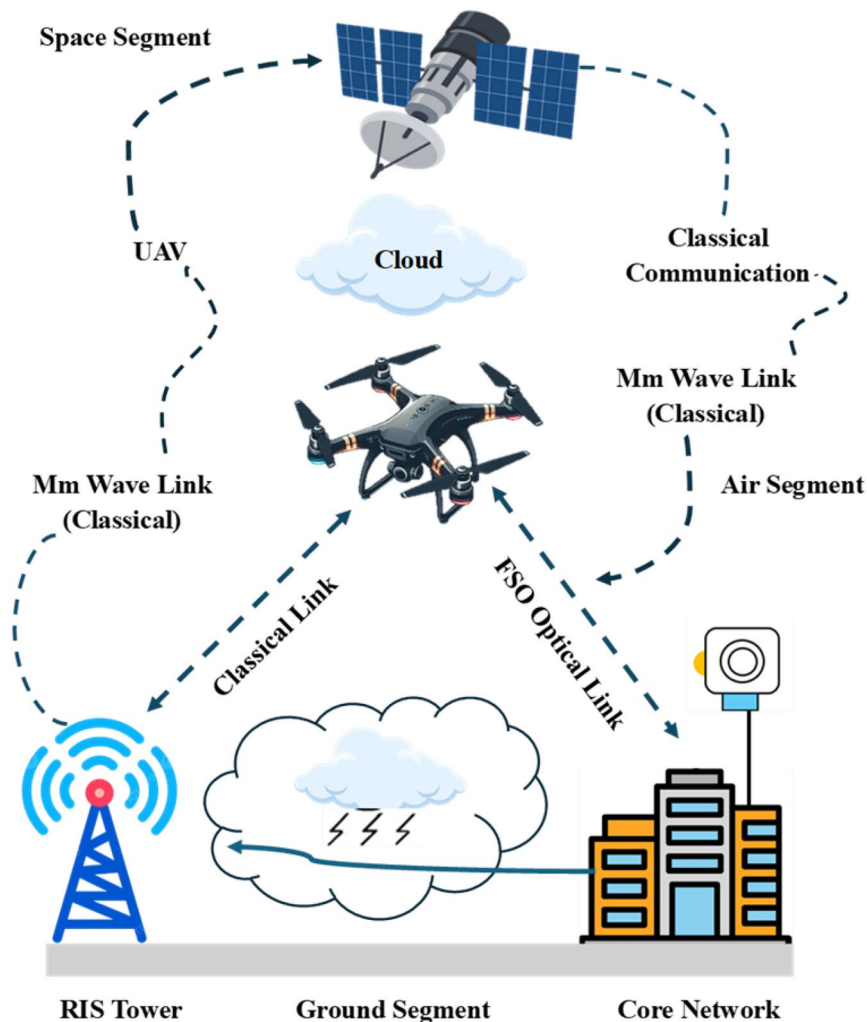 Space Segment
UAV
Cloud
Classical
Communication
Mm Wave Link
(Classical)
Mm Wave Link
(Classical)
Air Segment
Classical Link
FSO Optical Link
RIS Tower
Ground Segment
Core Network